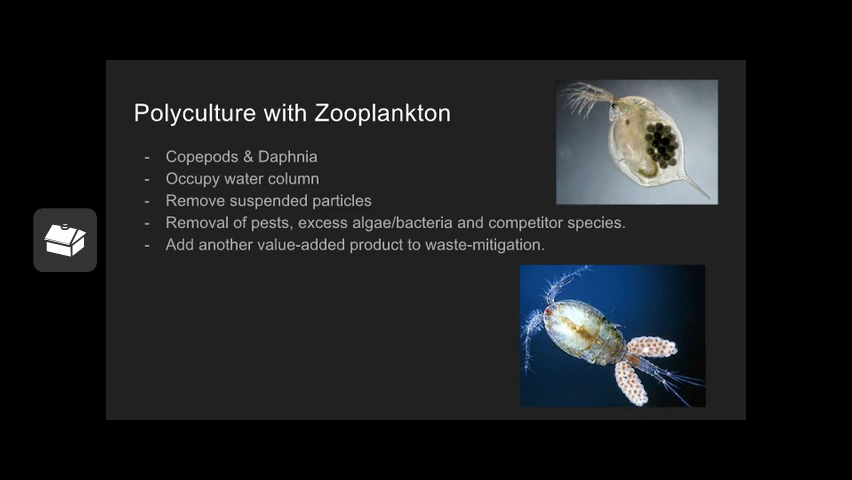 Polyculture with Zooplankton
- Copepods & Daphnia
- Occupy water column
- Remove suspended particles
- Removal of pests, excess algae/bacteria and competitor species.
- Add another value-added product to waste-mitigation.